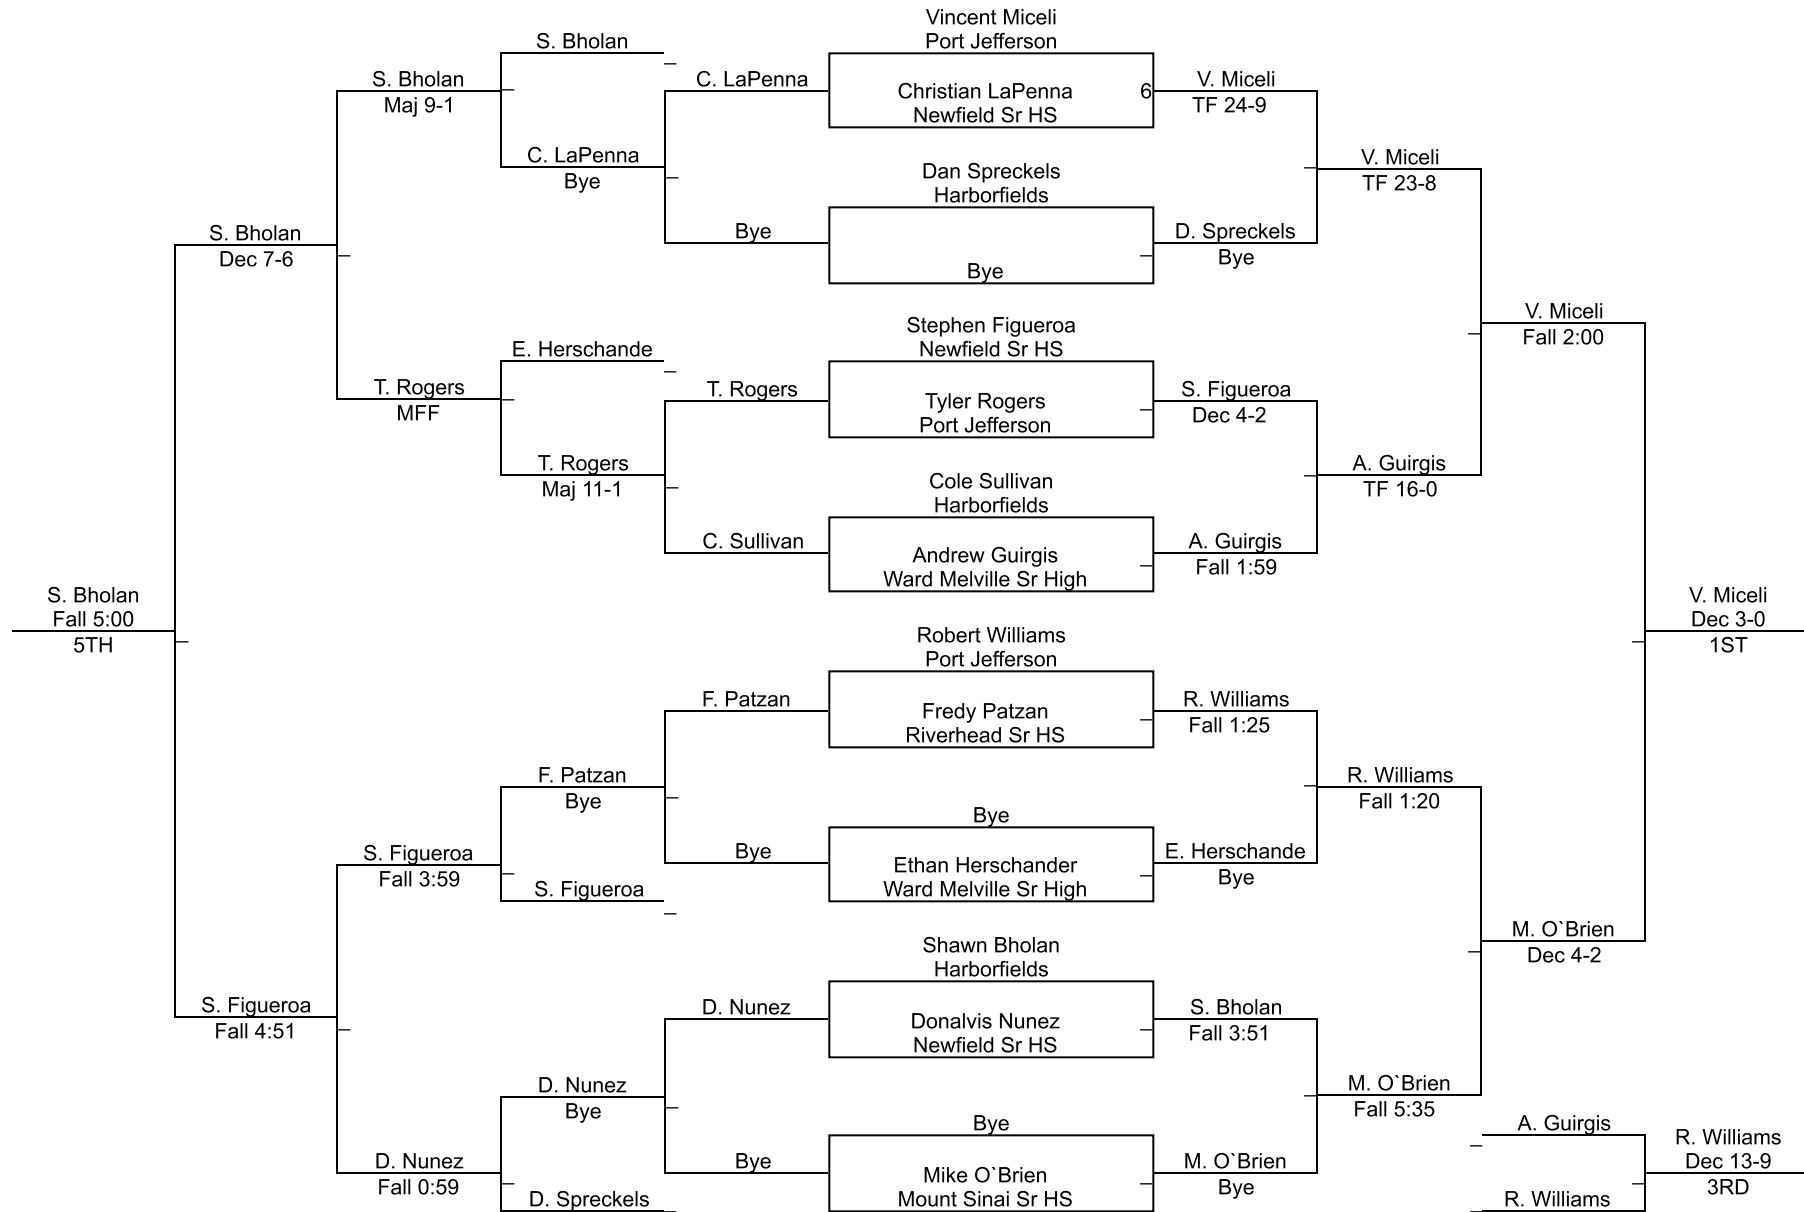 Vincent Miceli
Port Jefferson
S. Bholan
S. Bholan
Maj 9-1
C. LaPenna
Christian LaPenna
Newfield Sr HS
6
V. Miceli
TF 24-9
C. LaPenna
Bye
Dan Spreckels
Harborfields
V. Miceli
TF 23-8
S. Bholan
Dec 7-6
Bye
Bye
D. Spreckels
Bye
Stephen Figueroa
Newfield Sr HS
V. Miceli
Fall 2:00
E. Herschande
T. Rogers
MFF
T. Rogers
Tyler Rogers
Port Jefferson
S. Figueroa
Dec 4-2
T. Rogers
Maj 11-1
Cole Sullivan
Harborfields
A. Guirgis
TF 16-0
C. Sullivan
Andrew Guirgis
Ward Melville Sr High
A. Guirgis
Fall 1:59
S. Bholan
Fall 5:00
5TH
V. Miceli
Dec 3-0
1ST
Robert Williams
Port Jefferson
F. Patzan
Fredy Patzan
Riverhead Sr HS
R. Williams
Fall 1:25
F. Patzan
Bye
R. Williams
Fall 1:20
Bye
S. Figueroa
Fall 3:59
Bye
Ethan Herschander
Ward Melville Sr High
E. Herschande
Bye
S. Figueroa
M. O`Brien
Dec 4-2
Shawn Bholan
Harborfields
S. Figueroa
Fall 4:51
D. Nunez
Donalvis Nunez
Newfield Sr HS
S. Bholan
Fall 3:51
D. Nunez
Bye
M. O`Brien
Fall 5:35
Bye
A. Guirgis
D. Nunez
Fall 0:59
Bye
Mike O`Brien
Mount Sinai Sr HS
M. O`Brien
Bye
R. Williams
Dec 13-9
3RD
D. Spreckels
R. Williams